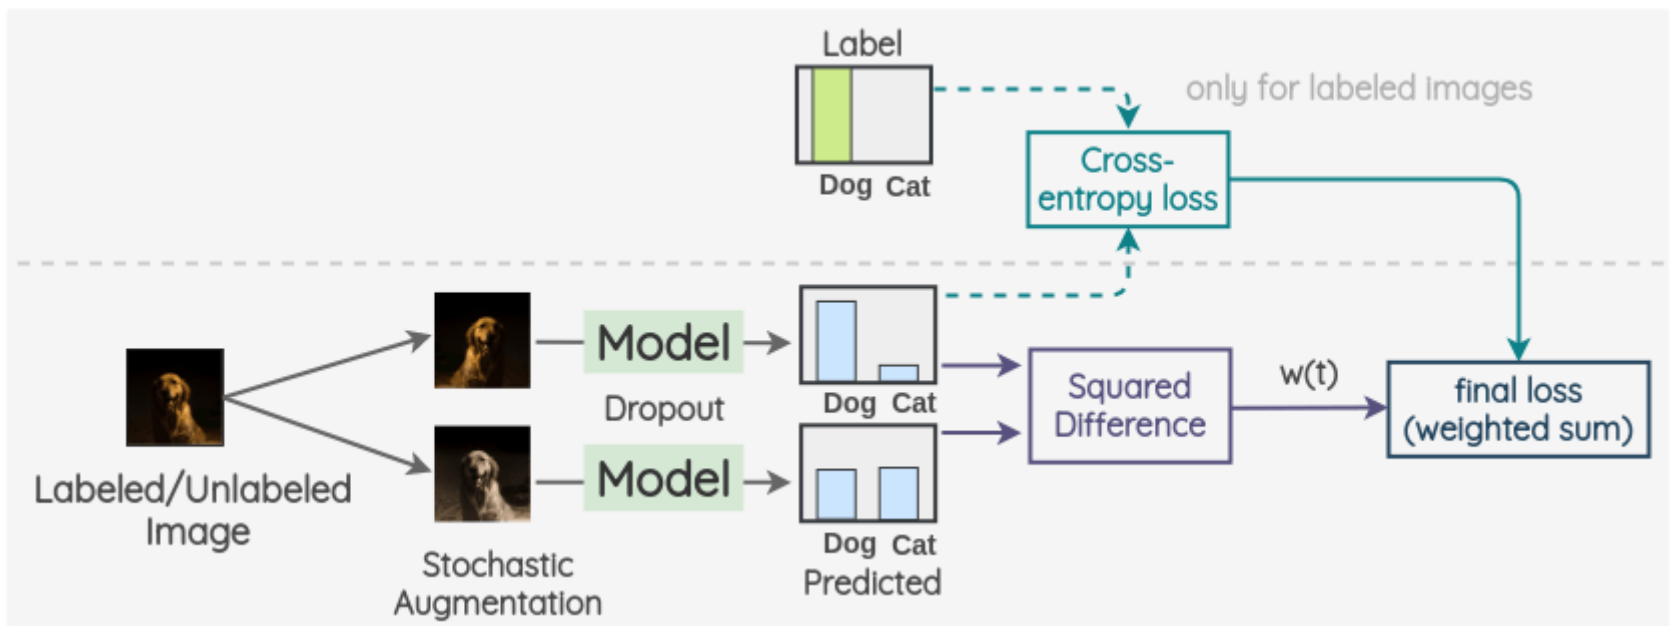 Label
only for labeled images
Dog Cat
Cross-
entropy loss
Model
Dropout
Dog Cat
Squared
Difference
w(t)
final loss
(weighted sum)
Labeled/Unlabeled
Image
Model
Stochastic
Augmentation
Dog Cat
Predicted